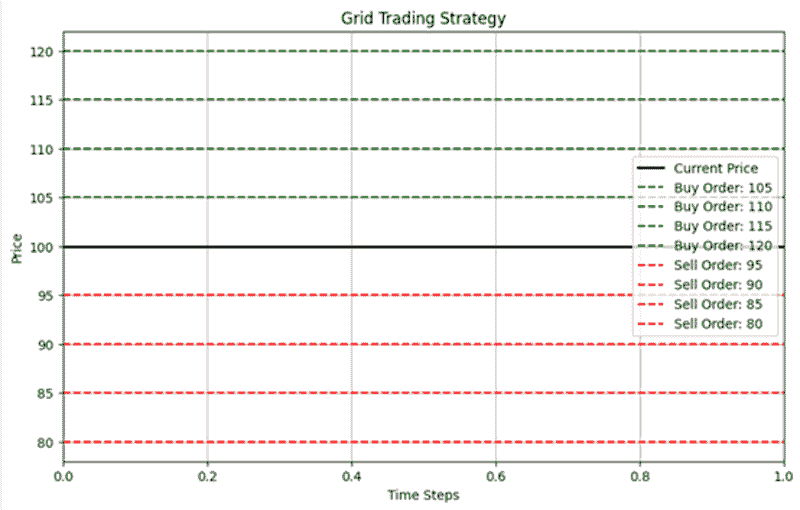 Grid Trading Strategy
120
115
110
105
100
95
90
85
80
Price
Current Price
Buy Order: 105
Buy Order: 110
Buy Order: 115
Buy Order: 120
Sell Order: 95
Sell Order: 90
Sell Order: 85
Sell Order: 80
0.0 0.2 0.4 0.6 0.8 1.0
Time Steps